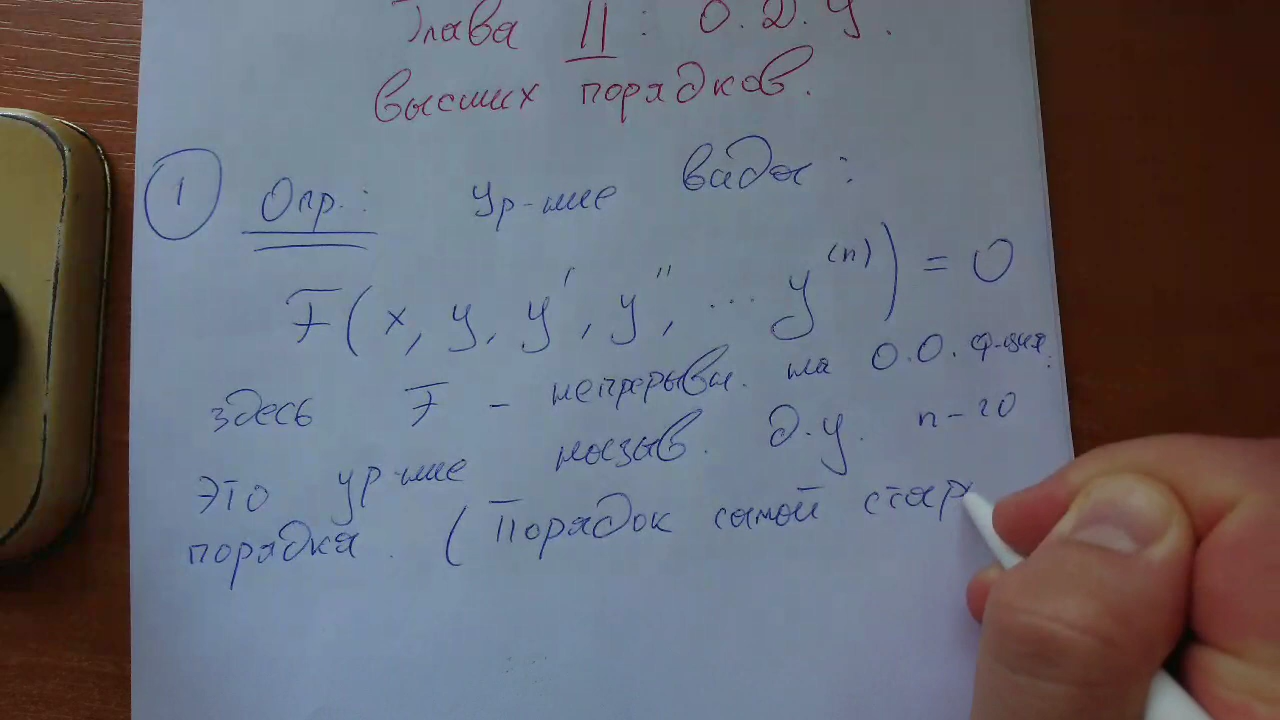 Глава II: О.Д.У.
высших порядков.
1 Опр.: Ур-ние вида:
F(x, y, y', y'', ... y⁽ⁿ⁾) = 0
здесь F - непрерывн. на О.О. ф-ция.
Это ур-ние назыв. д.у. n-го
порядка. (Порядок самой стар